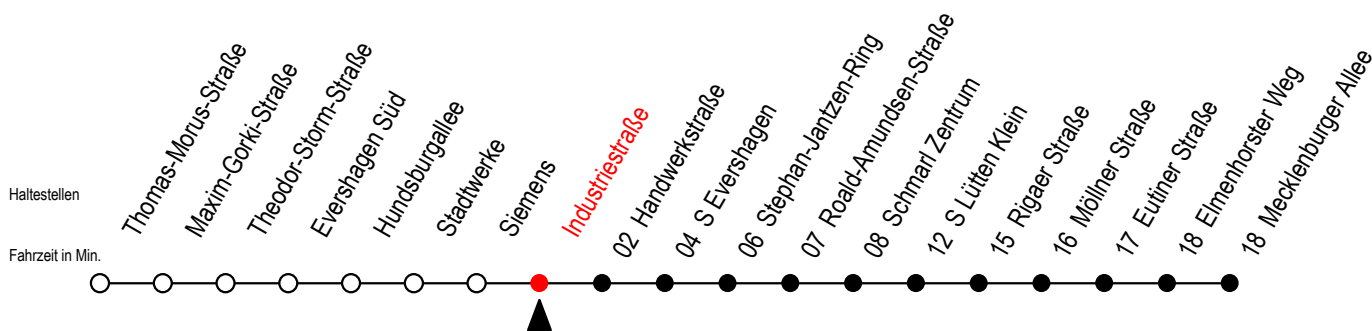 Haltestellen
Fahrzeit in Min.
Thomas-Morus-Straße
Maxim-Gorki-Straße
Theodor-Storm-Straße
Evershagen Süd
Hundsburgallee
Stadtwerke
Siemens
Industriestraße
02 Handwerkstraße
04 S Evershagen
06 Stephan-Jantzen-Ring
07 Roald-Amundsen-Straße
08 Schmarl Zentrum
12 S Lütten Klein
15 Rigaer Straße
16 Möllner Straße
17 Eutiner Straße
18 Elmenhorster Weg
18 Mecklenburger Allee